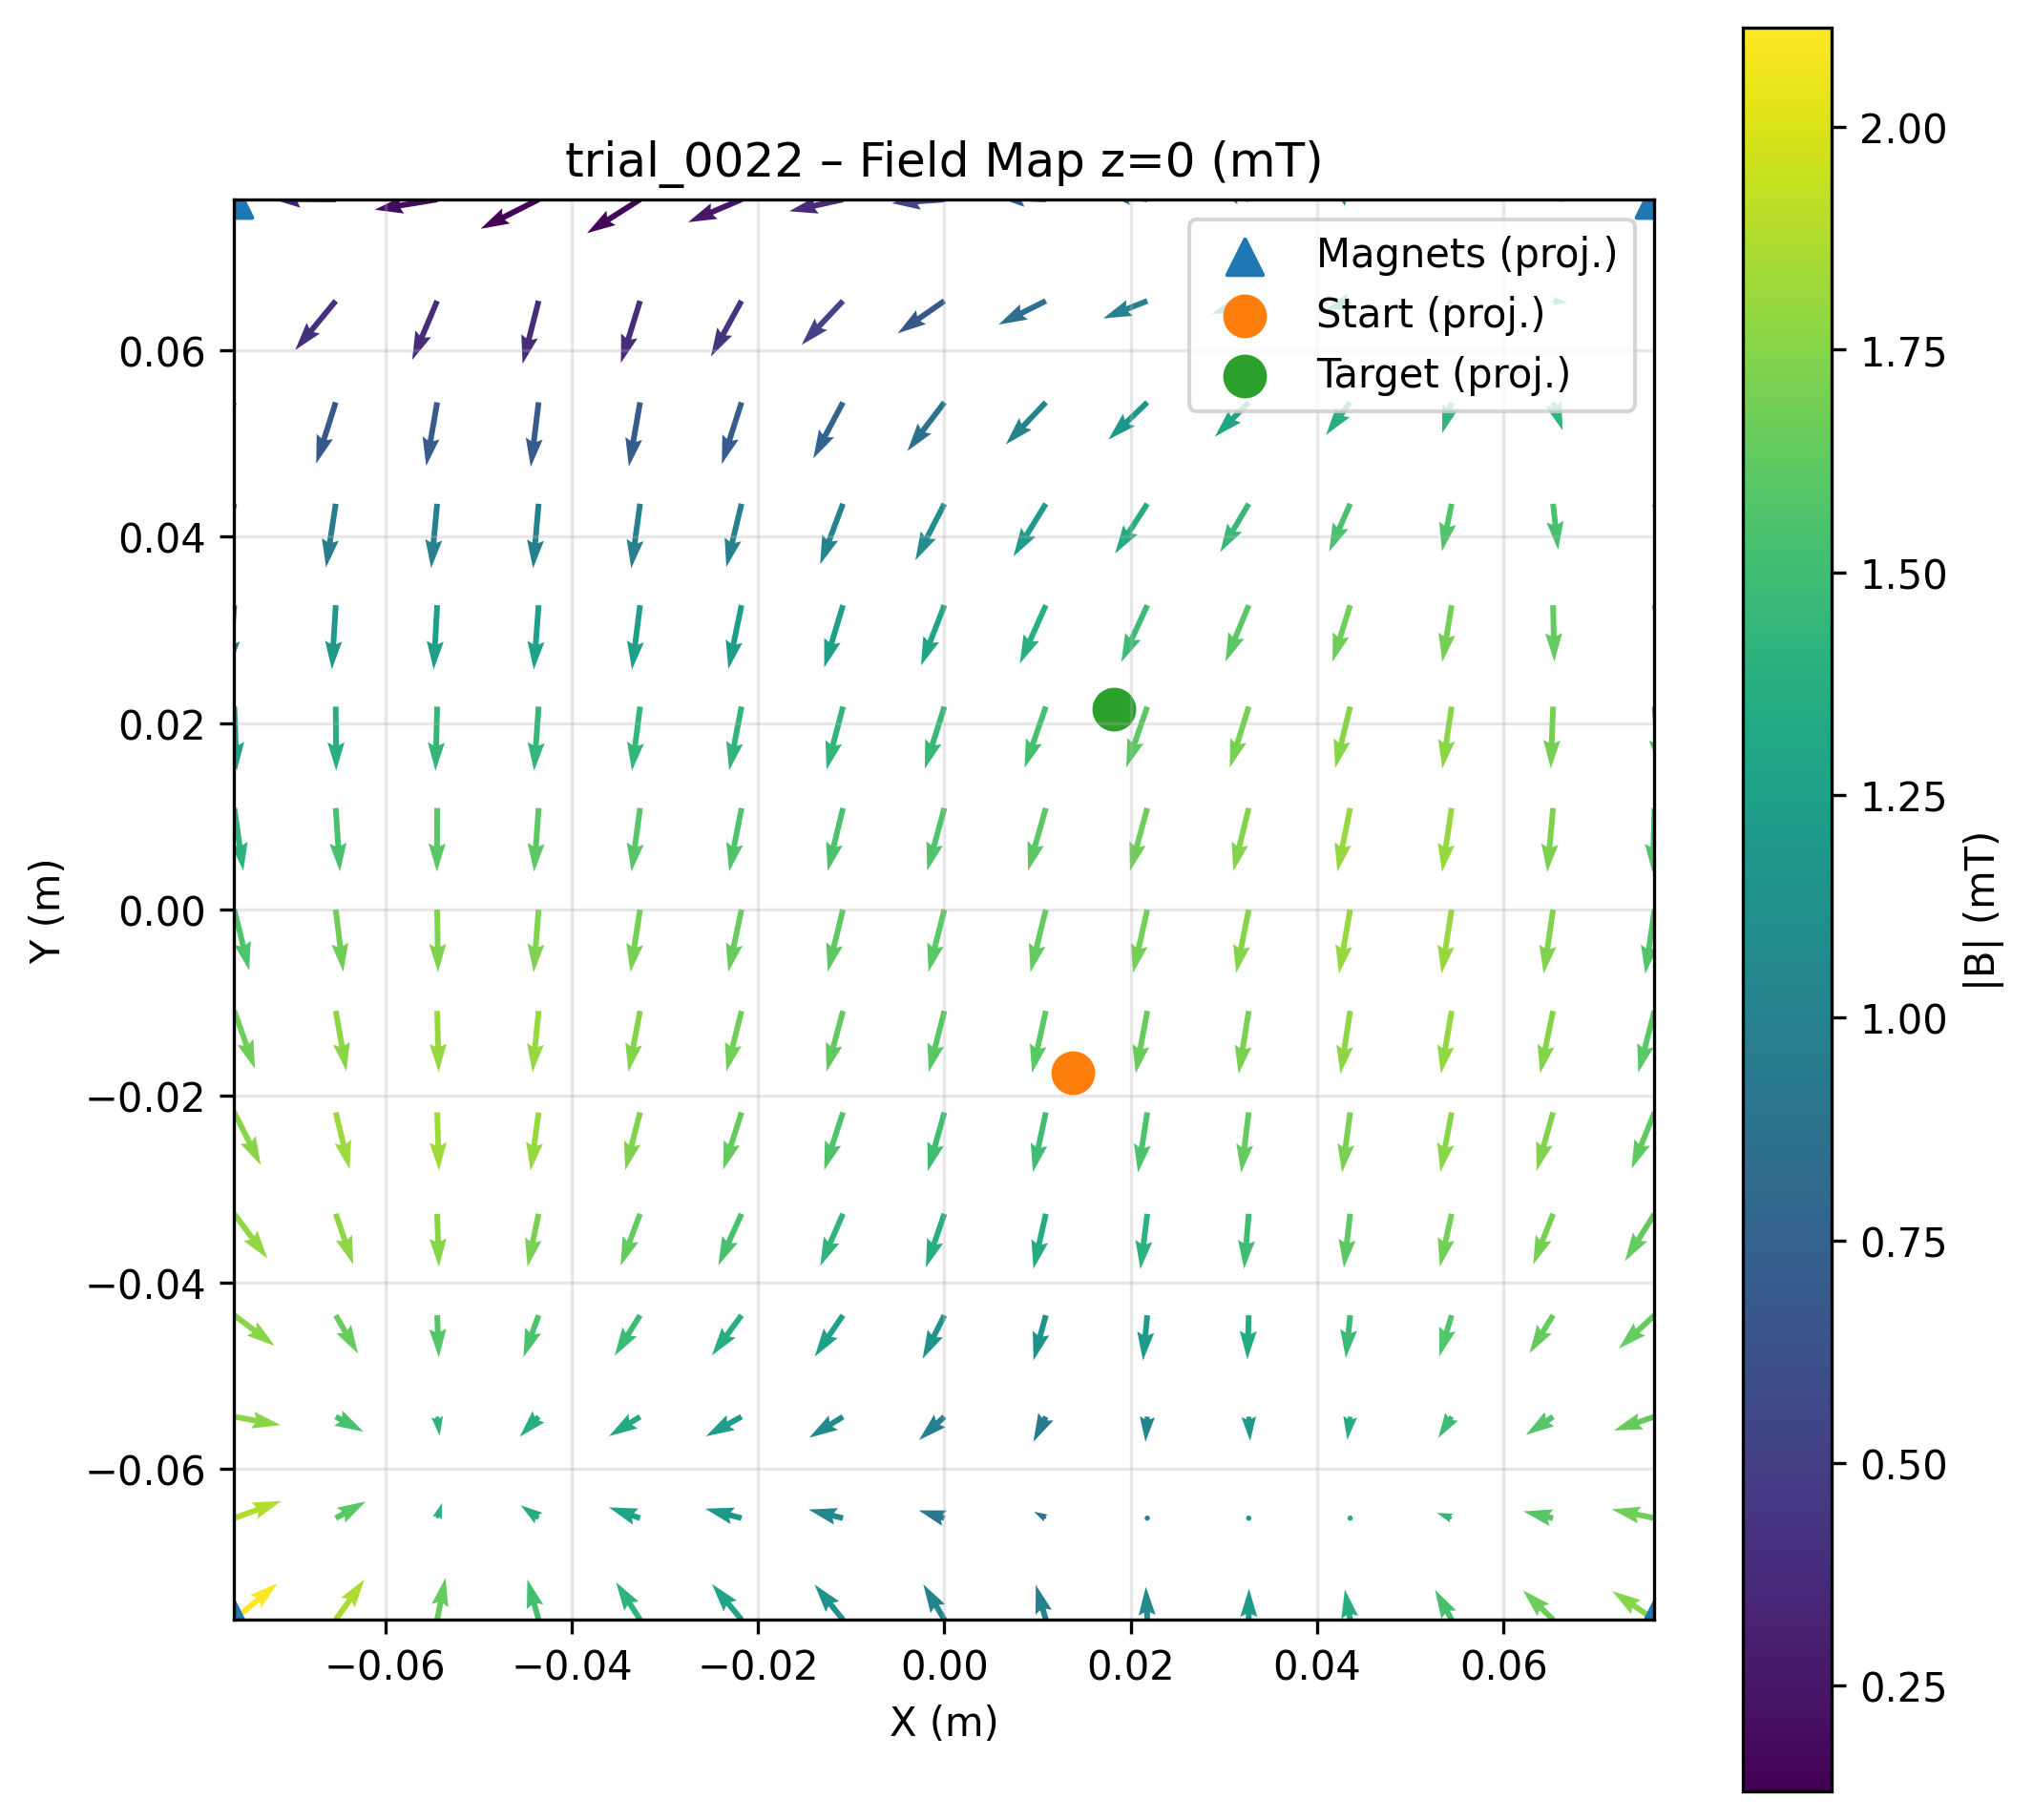 trial_0022 – Field Map z=0 (mT)
Magnets (proj.)
Start (proj.)
Target (proj.)
0.06
0.04
0.02
0.00
−0.02
−0.04
−0.06
Y (m)
−0.06 −0.04 −0.02 0.00 0.02 0.04 0.06
X (m)
2.00
1.75
1.50
1.25
1.00
0.75
0.50
0.25
|B| (mT)